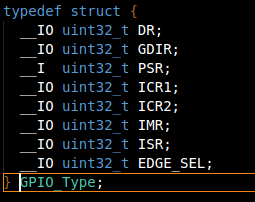 typedef struct {
__IO uint32_t DR;
__IO uint32_t GDIR;
__I  uint32_t PSR;
__IO uint32_t ICR1;
__IO uint32_t ICR2;
__IO uint32_t IMR;
__IO uint32_t ISR;
__IO uint32_t EDGE_SEL;
} GPIO_Type;